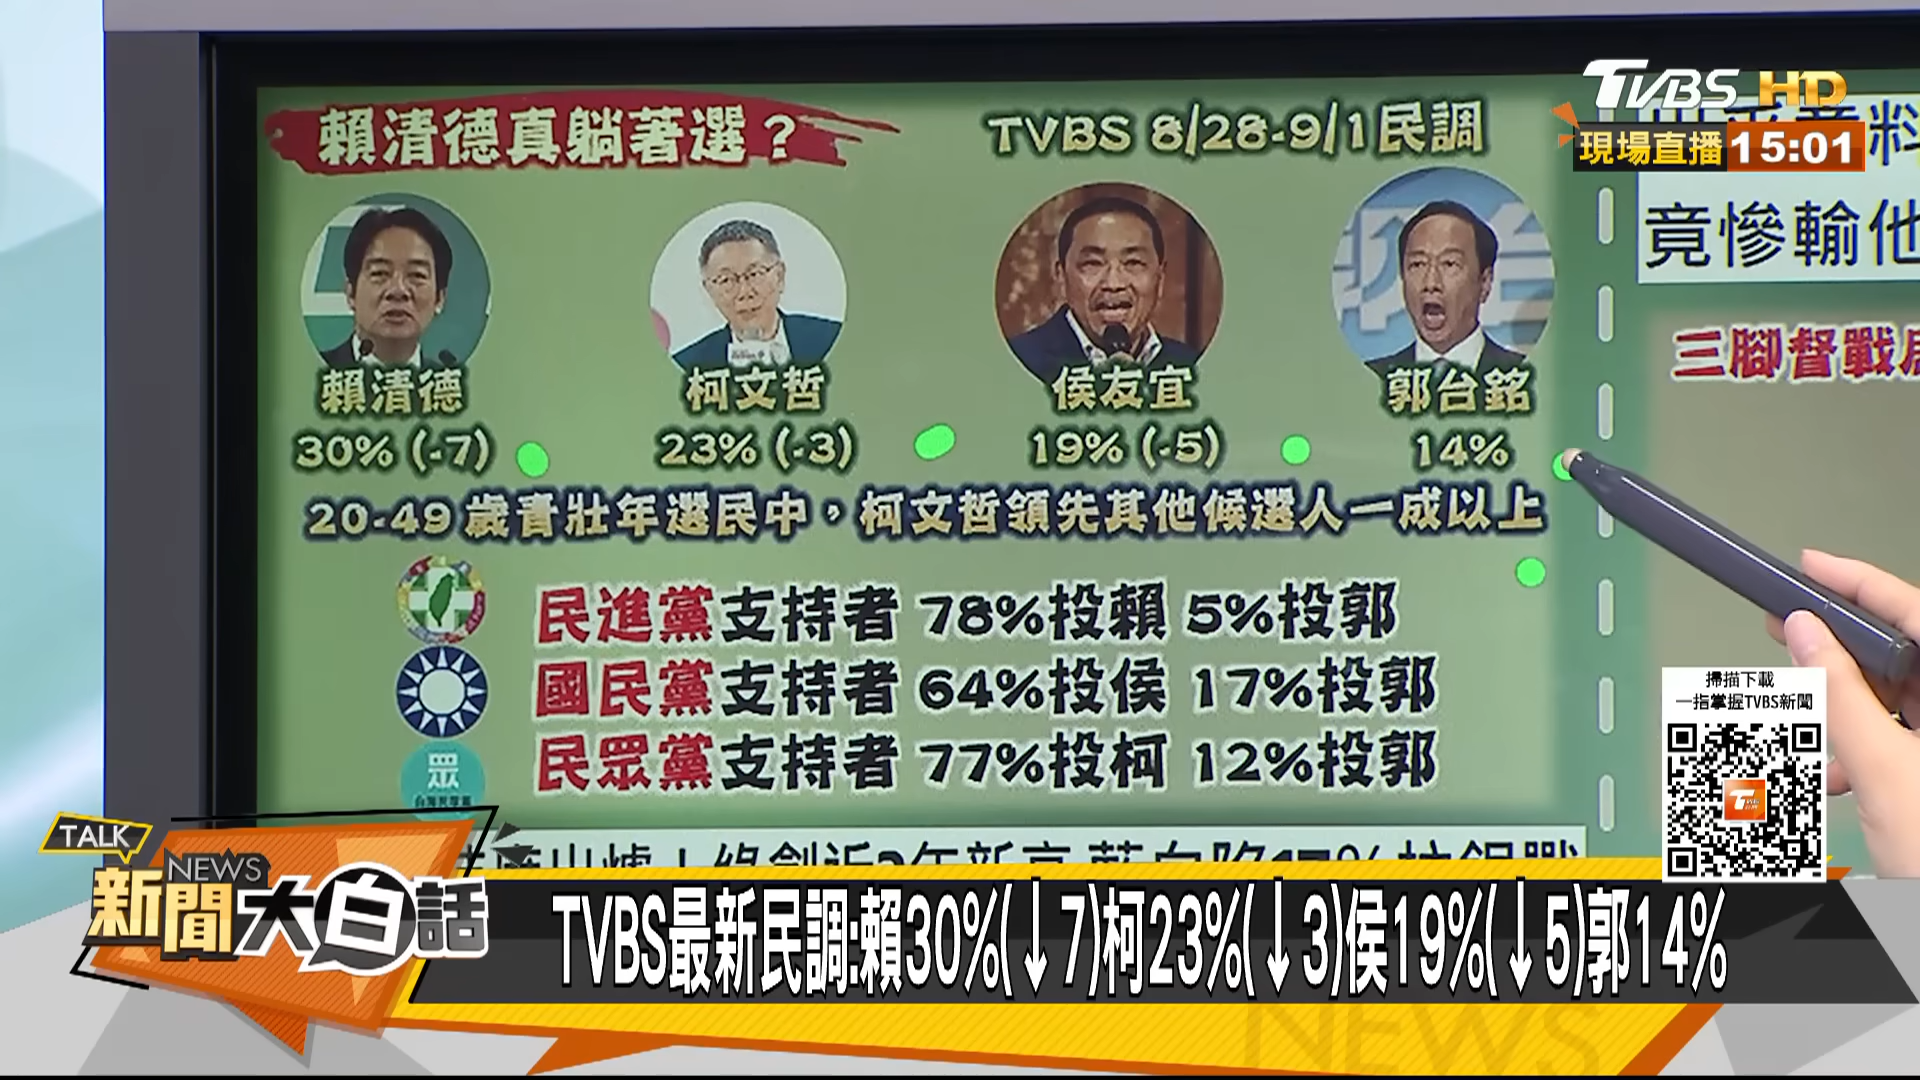 TVBS HD
現場直播 15:01
賴清德真躺著選？
TVBS 8/28-9/1民調
賴清德
30% (-7)
柯文哲
23% (-3)
侯友宜
19% (-5)
郭台銘
14%
20-49歲青壯年選民中，柯文哲領先其他候選人一成以上
民進黨支持者 78%投賴 5%投郭
國民黨支持者 64%投侯 17%投郭
眾
民眾黨支持者 77%投柯 12%投郭
竟慘輸他
三腳督戰
掃描下載
一指掌握TVBS新聞
TALK
NEWS
新聞大白話
TVBS最新民調:賴30%(↓7)柯23%(↓3)侯19%(↓5)郭14%
NEWS